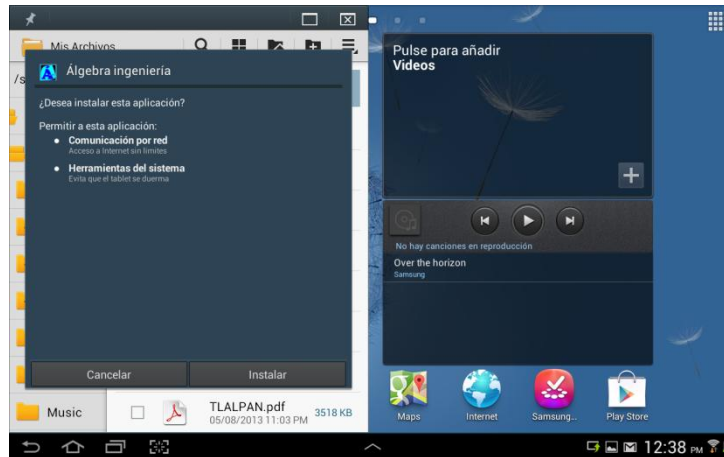 Mis Archivos
/s
Álgebra ingeniería
¿Desea instalar esta aplicación?
Permitir a esta aplicación:
Comunicación por red
Acceso a Internet sin límites
Herramientas del sistema
Evita que el tablet se duerma
Cancelar
Instalar
Music
TLALPAN.pdf
05/08/2013 11:03 PM
3518 KB
Pulse para añadir
Videos
No hay canciones en reproducción
Over the horizon
Samsung
Maps
Internet
Samsung..
Play Store
12:38 PM